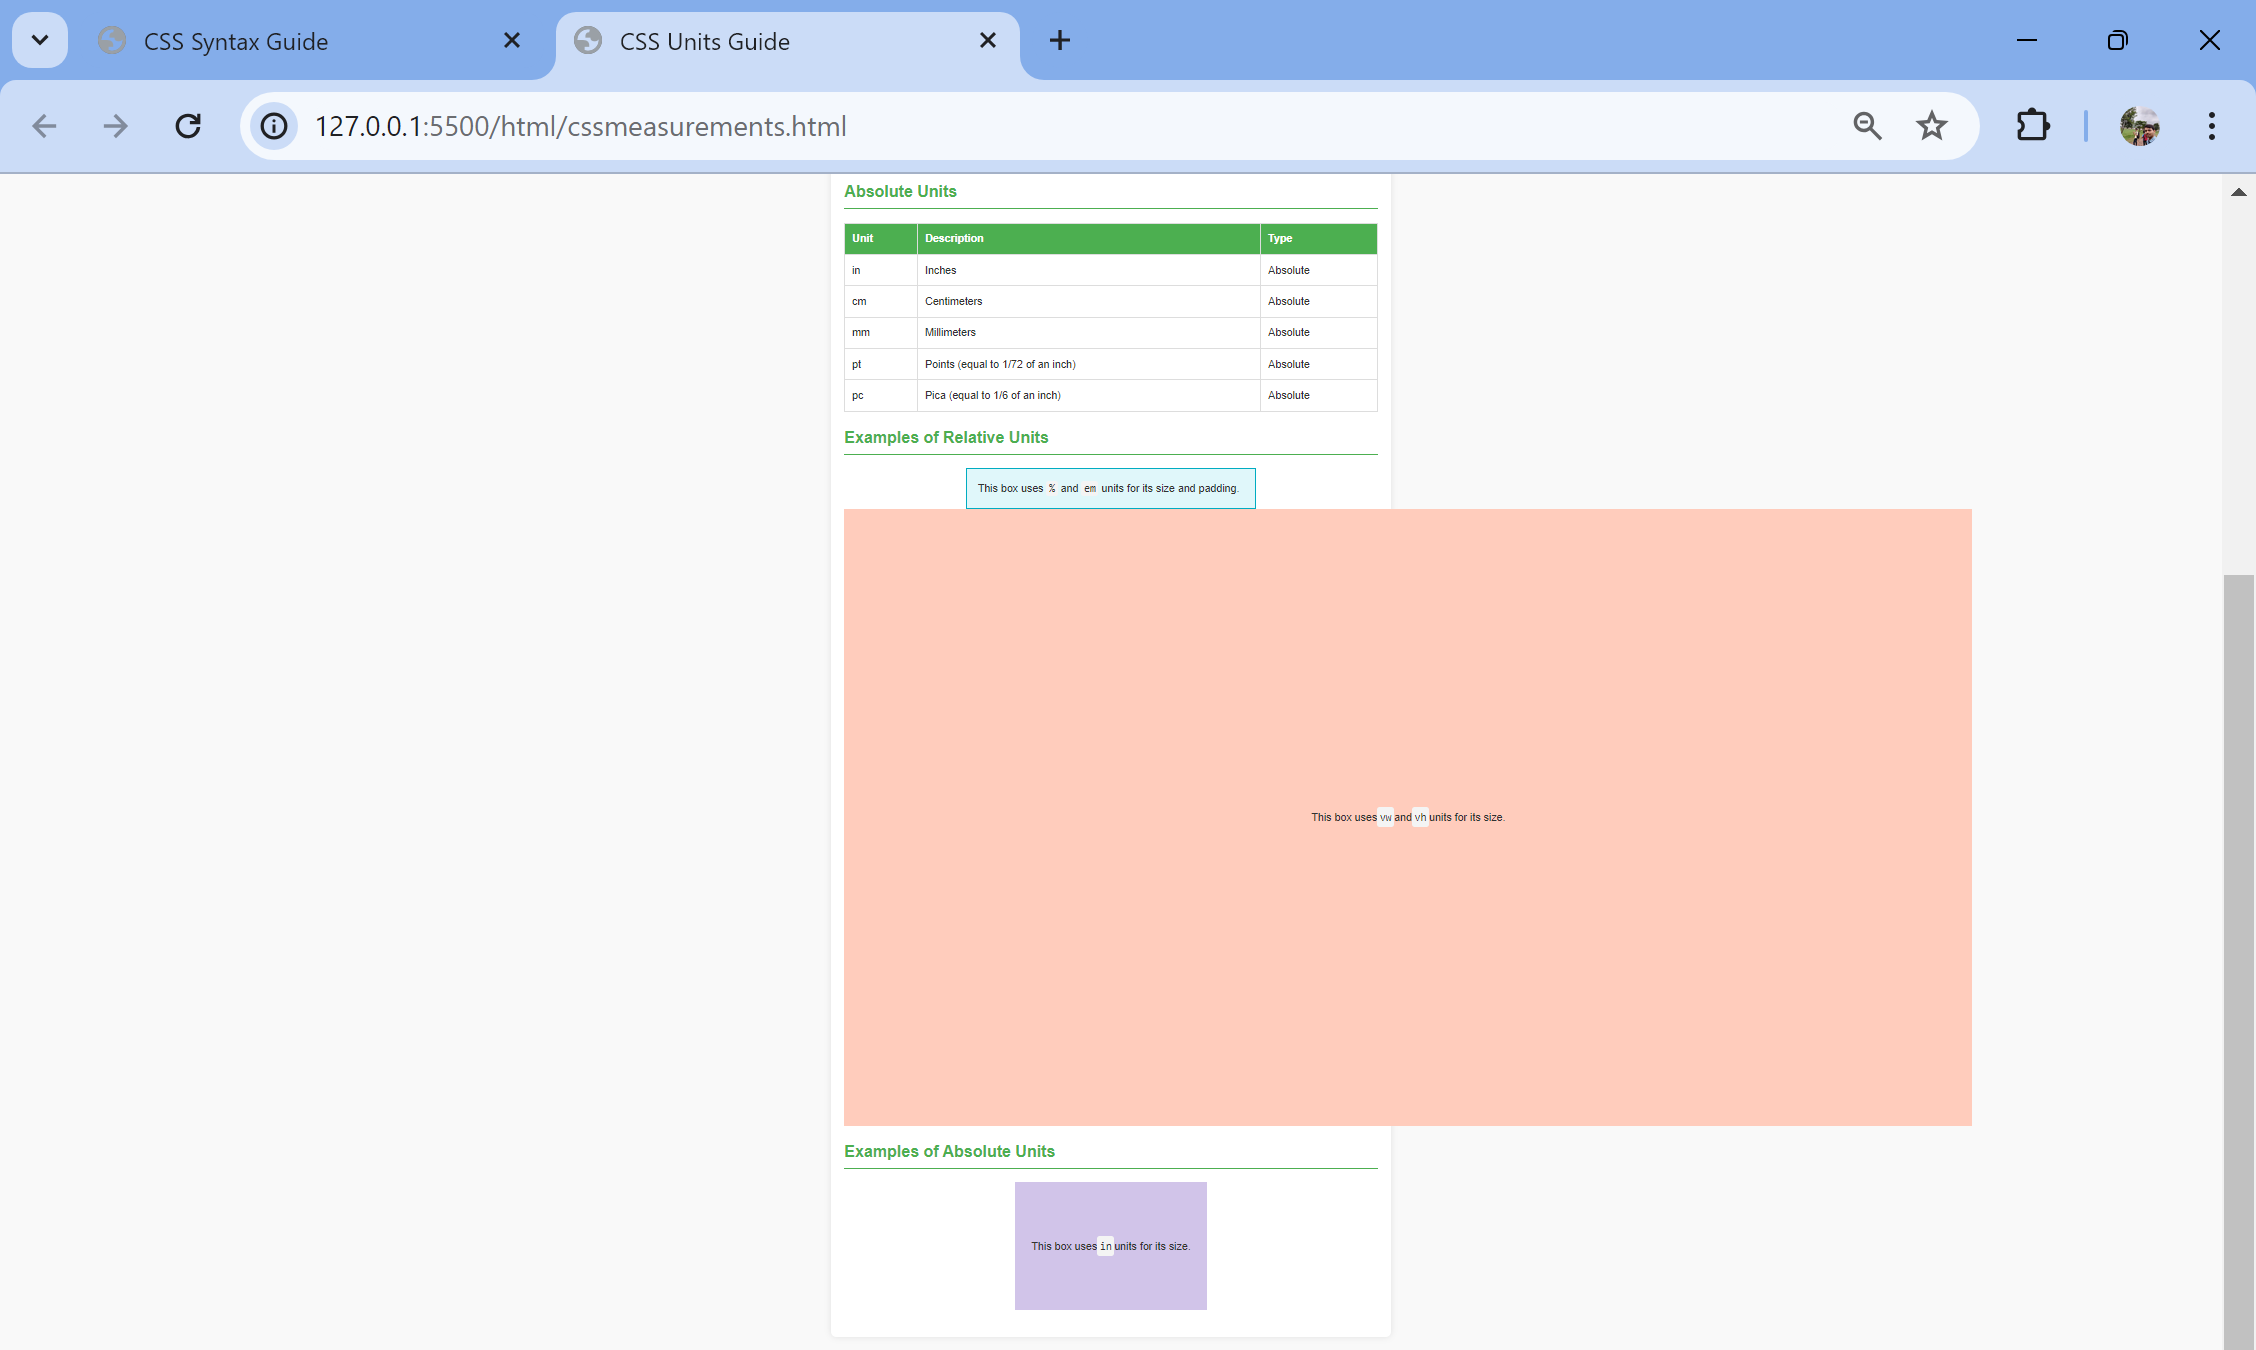 CSS Syntax Guide
CSS Units Guide
127.0.0.1:5500/html/cssmeasurements.html
Absolute Units
Unit Description Type
in Inches Absolute
cm Centimeters Absolute
mm Millimeters Absolute
pt Points (equal to 1/72 of an inch) Absolute
pc Pica (equal to 1/6 of an inch) Absolute
Examples of Relative Units
This box uses % and em units for its size and padding.
This box uses vw and vh units for its size.
Examples of Absolute Units
This box uses in units for its size.